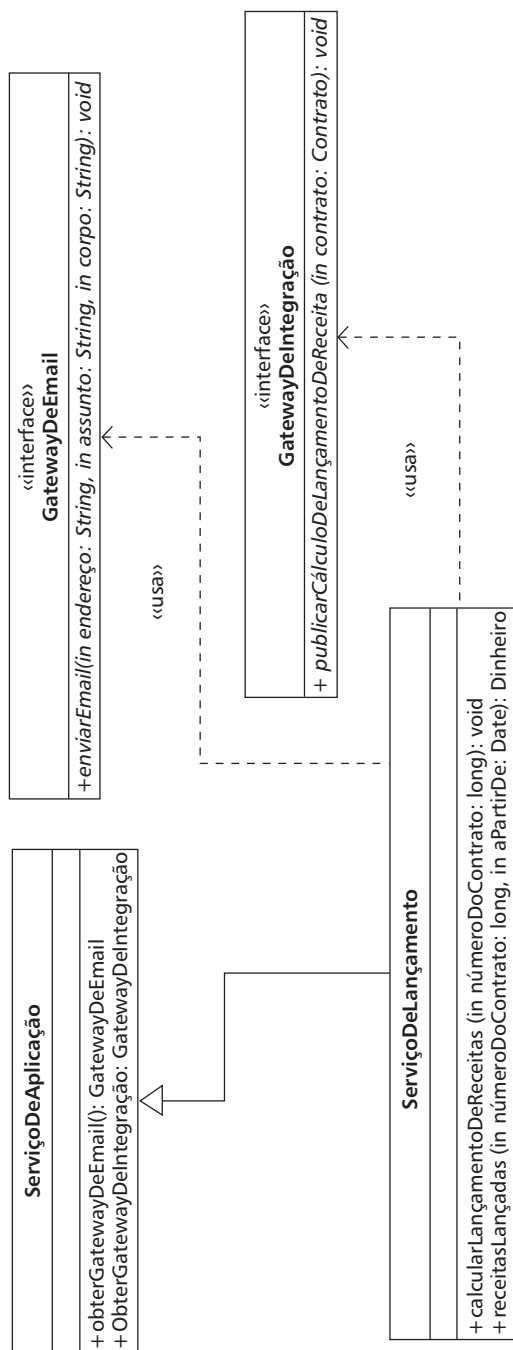 ServiçoDeAplicação
+obterGatewayDeEmail(): GatewayDeEmail
+ObterGatewayDeIntegração: GatewayDeIntegração
‹‹interface››
GatewayDeEmail
+enviarEmail(in endereço: String, in assunto: String, in corpo: String): void
‹‹usa››
‹‹interface››
GatewayDeIntegração
+ publicarCálculoDeLançamentoDeReceita (in contrato: Contrato): void
‹‹usa››
ServiçoDeLançamento
+calcularLançamentoDeReceitas (in númeroDoContrato: long): void
+receitasLançadas (in númeroDoContrato: long, in aPartirDe: Date): Dinheiro